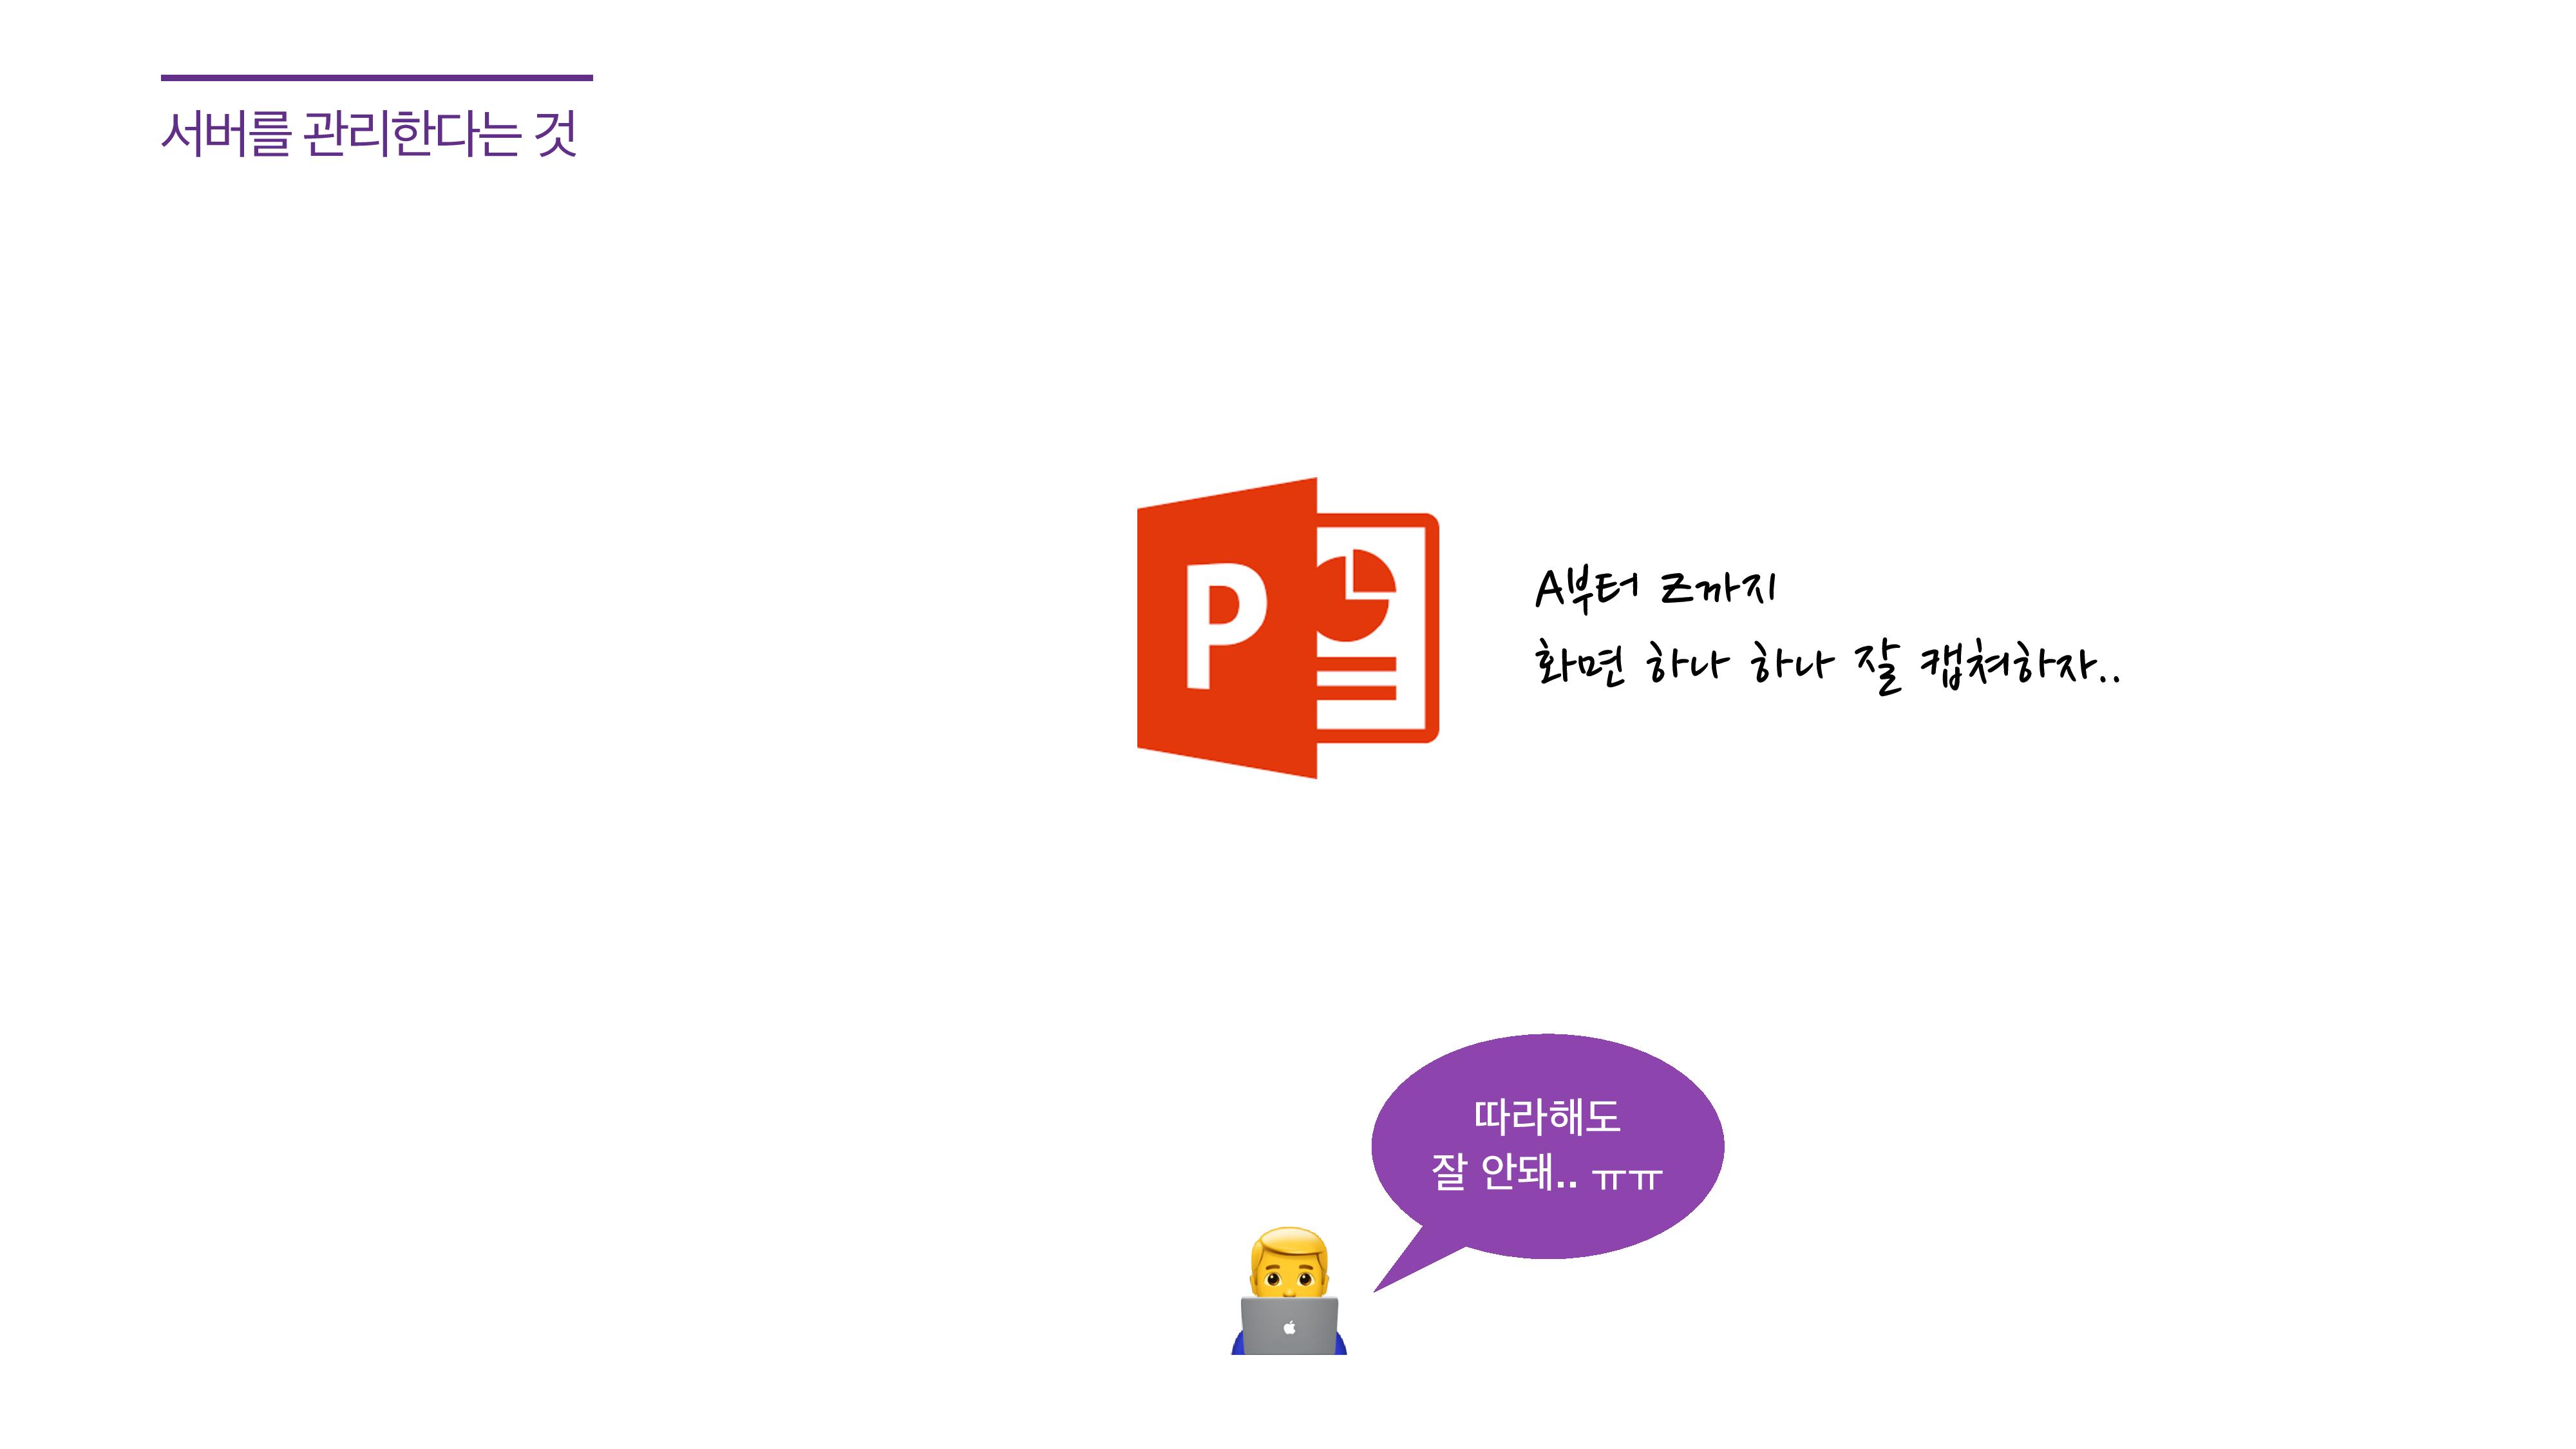 서버를 관리한다는 것
P
A부터 Z까지
화면 하나 하나 잘 캡쳐하자..
따라해도
잘 안돼.. ㅠㅠ